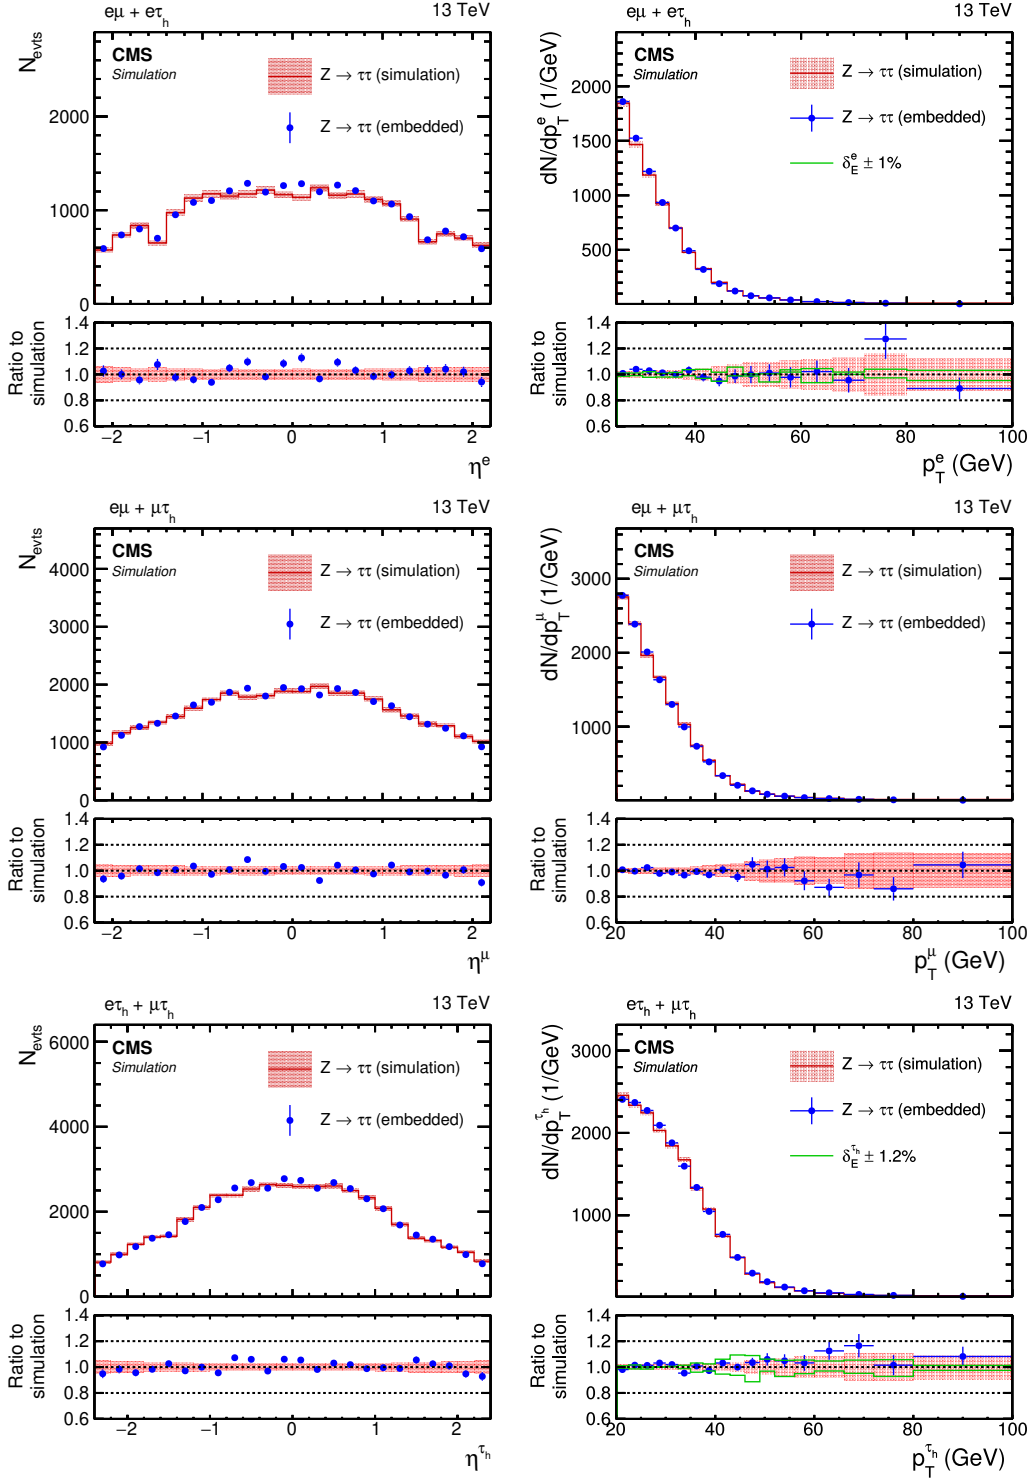 eμ + eτh 13 TeV
Nevts
CMS
Simulation
Z → ττ (simulation)
Z → ττ (embedded)
2000
1000
0
Ratio to
simulation
1.4
1.2
1.0
0.8
0.6
−2 −1 0 1 2
ηe
eμ + eτh 13 TeV
dN/dpTe (1/GeV)
CMS
Simulation
Z → ττ (simulation)
Z → ττ (embedded)
δEe ± 1%
2000
1500
1000
500
Ratio to
simulation
1.4
1.2
1.0
0.8
0.6
40 60 80 100
pTe (GeV)
eμ + μτh 13 TeV
Nevts
CMS
Simulation
Z → ττ (simulation)
Z → ττ (embedded)
4000
3000
2000
1000
0
Ratio to
simulation
1.4
1.2
1.0
0.8
0.6
−2 −1 0 1 2
ημ
eμ + μτh 13 TeV
dN/dpTμ (1/GeV)
CMS
Simulation
Z → ττ (simulation)
Z → ττ (embedded)
3000
2000
1000
Ratio to
simulation
1.4
1.2
1.0
0.8
0.6
20 40 60 80 100
pTμ (GeV)
eτh + μτh 13 TeV
Nevts
CMS
Simulation
Z → ττ (simulation)
Z → ττ (embedded)
6000
4000
2000
0
Ratio to
simulation
1.4
1.2
1.0
0.8
0.6
−2 −1 0 1 2
ητh
eτh + μτh 13 TeV
dN/dpTτh (1/GeV)
CMS
Simulation
Z → ττ (simulation)
Z → ττ (embedded)
δEτh ± 1.2%
3000
2000
1000
Ratio to
simulation
1.4
1.2
1.0
0.8
0.6
20 40 60 80 100
pTτh (GeV)